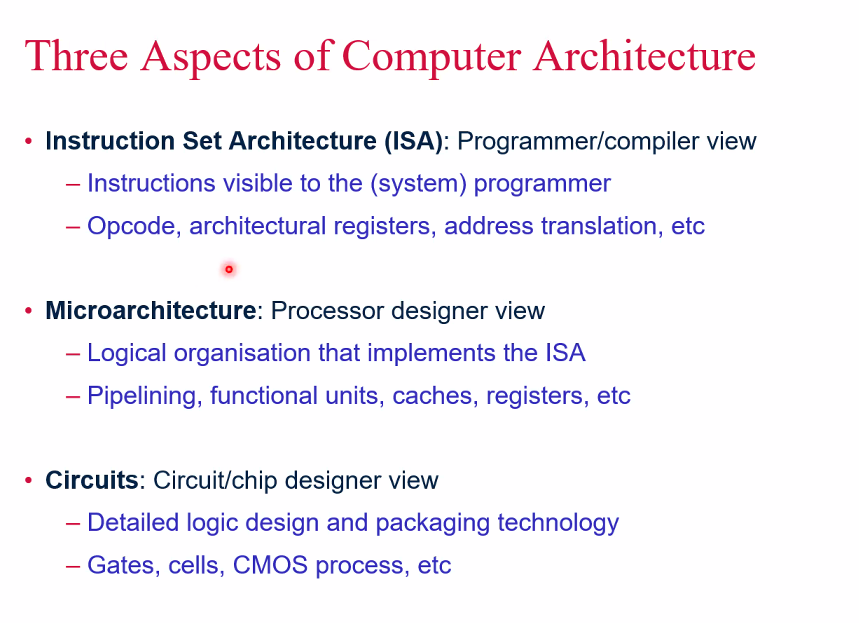 Three Aspects of Computer Architecture
• Instruction Set Architecture (ISA): Programmer/compiler view
– Instructions visible to the (system) programmer
– Opcode, architectural registers, address translation, etc
• Microarchitecture: Processor designer view
– Logical organisation that implements the ISA
– Pipelining, functional units, caches, registers, etc
• Circuits: Circuit/chip designer view
– Detailed logic design and packaging technology
– Gates, cells, CMOS process, etc